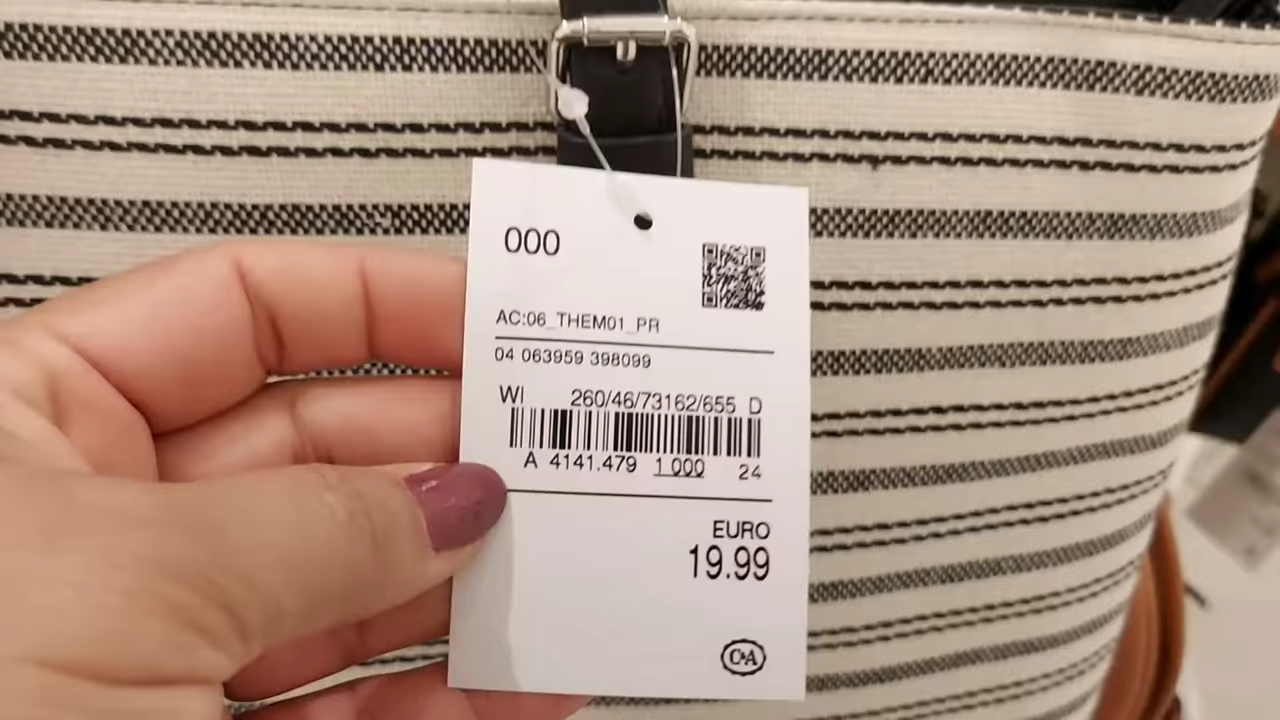 000
AC:06_THEM01_PR
04 063959 398099
WI 260/46/73162/655 D
A 4141.479 1 000 24
EURO
19.99
C&A